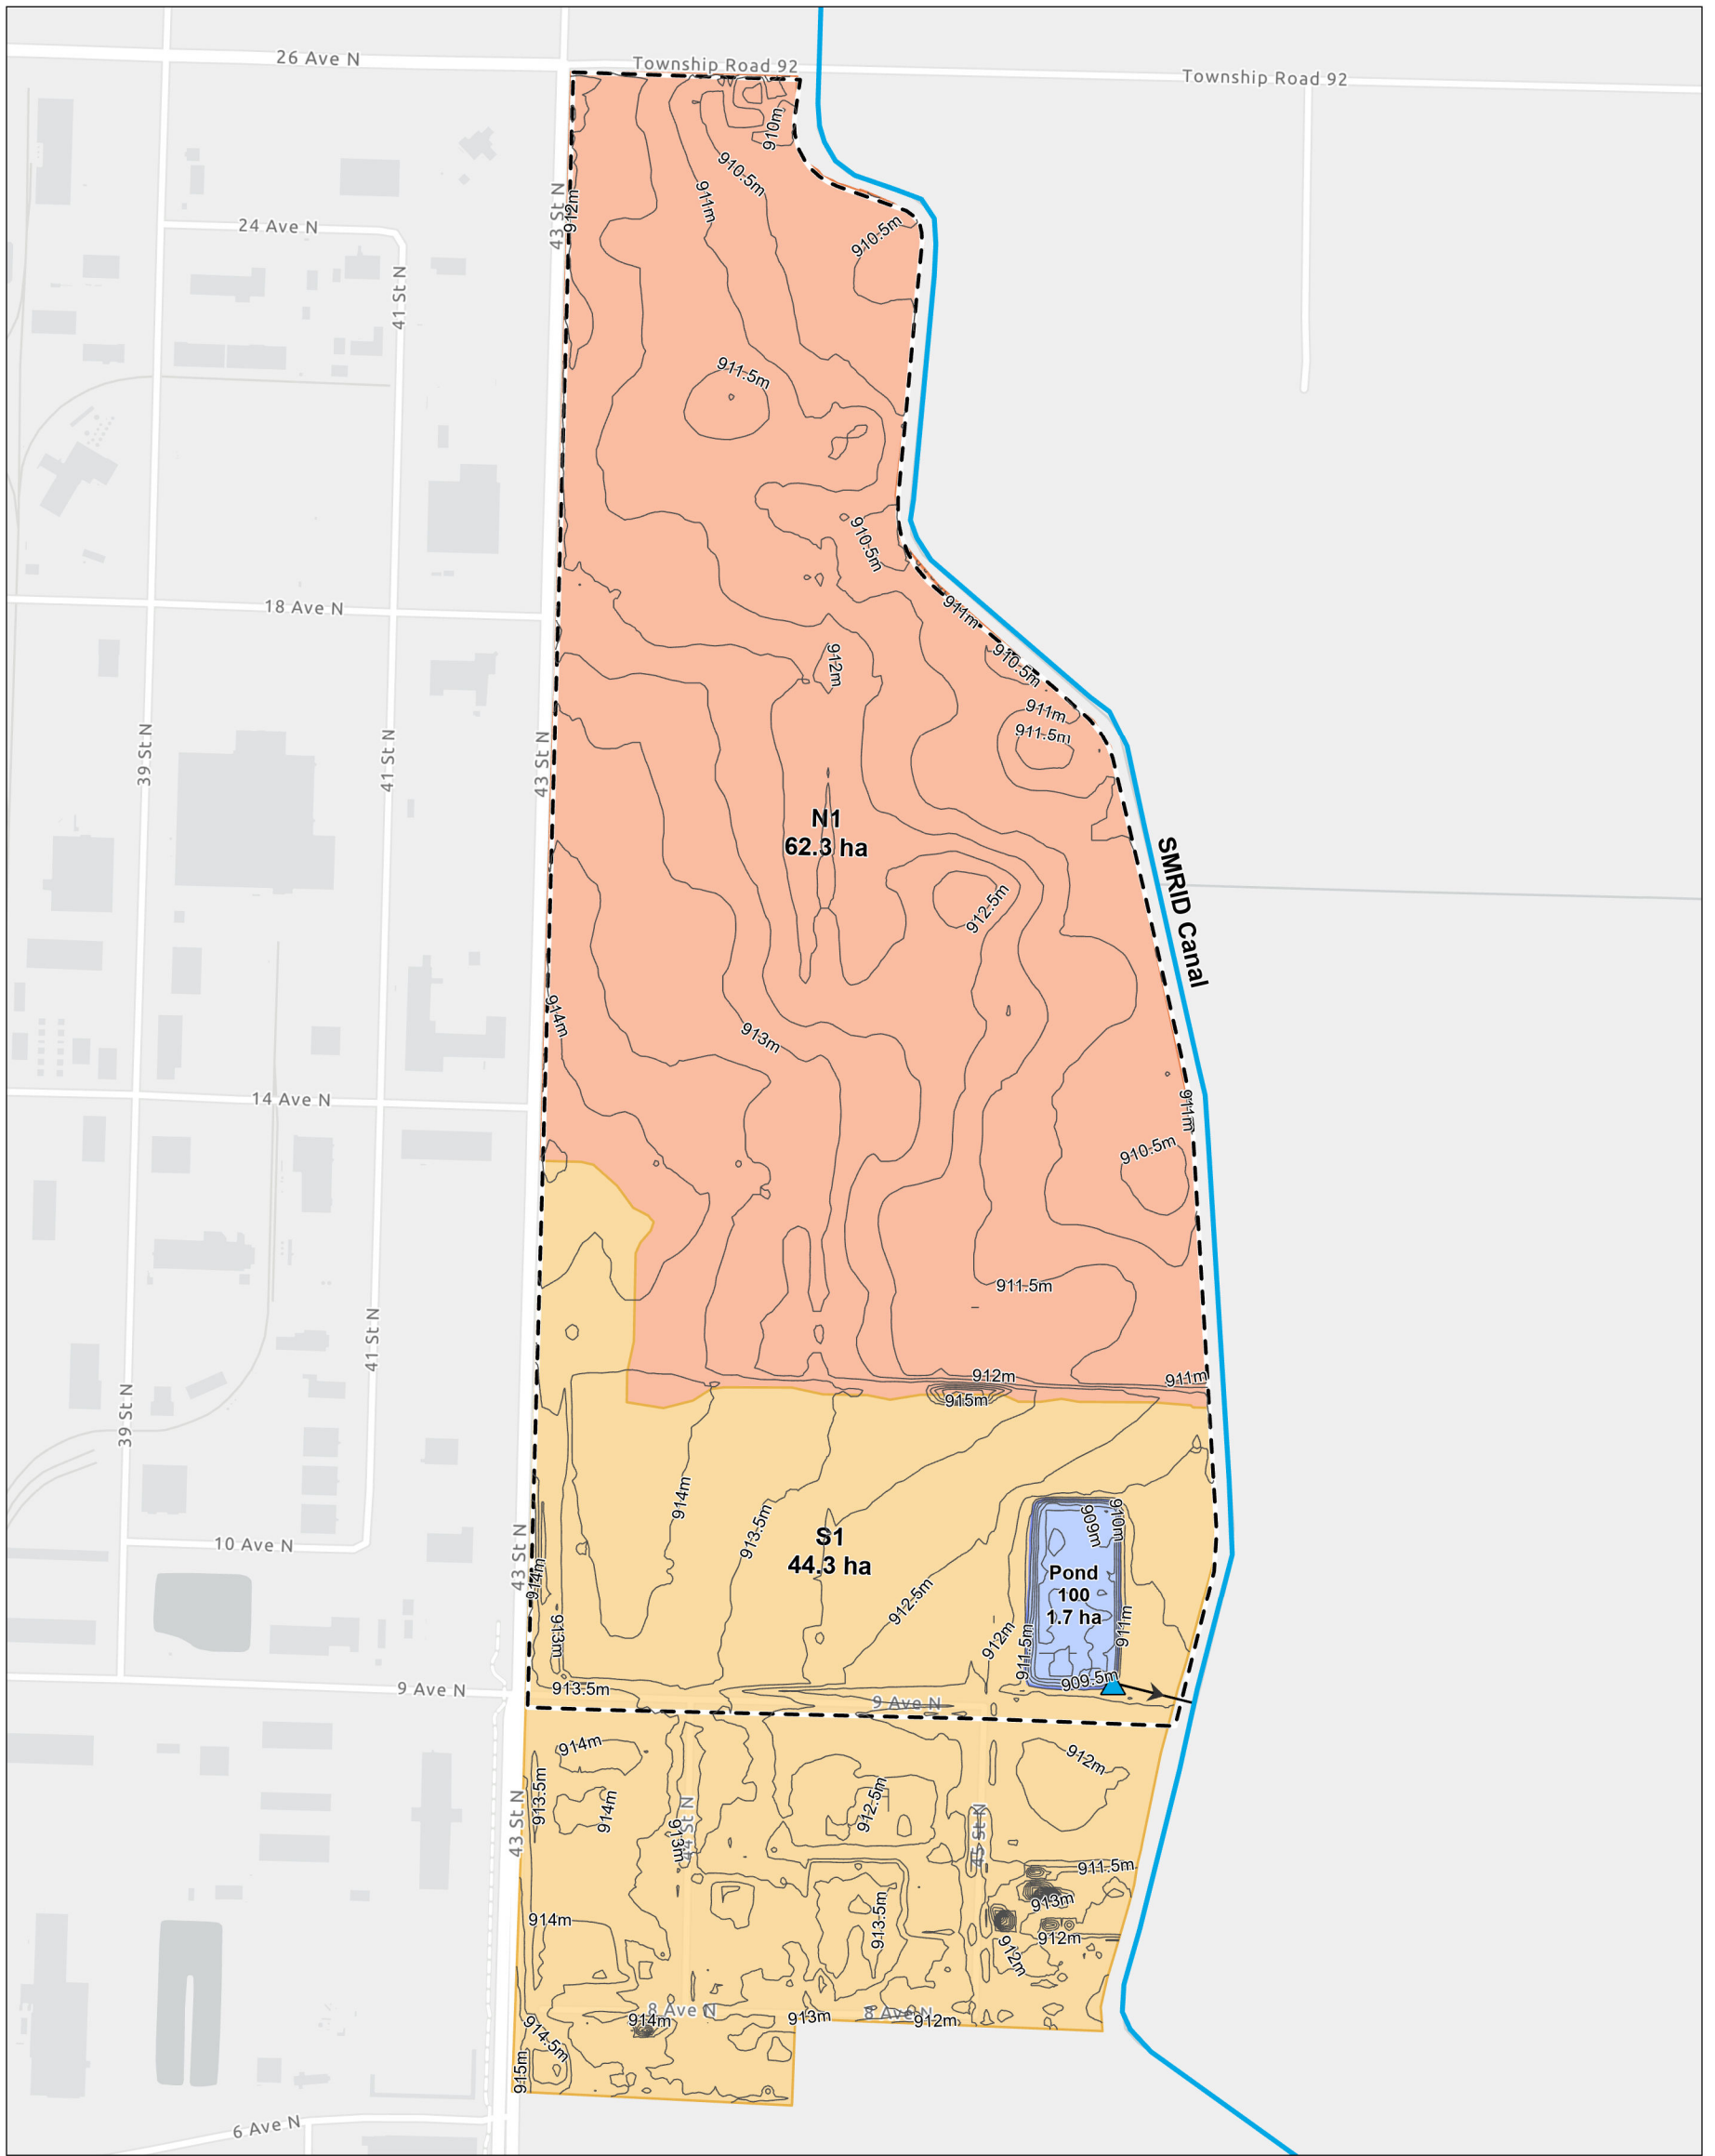 26 Ave N
Township Road 92
Township Road 92
910m
910.5m
911m
43 St N
912m
24 Ave N
910.5m
41 St N
911.5m
910.5m
18 Ave N
911m
912m
910.5m
911m
911.5m
39 St N
41 St N
43 St N
N1
62.3 ha
SMRID Canal
912.5m
914m
913m
14 Ave N
911m
910.5m
911.5m
41 St N
912m
911m
915m
39 St N
914m
913.5m
909m
910m
10 Ave N
43 St N
914m
S1
44.3 ha
Pond
100
1.7 ha
912.5m
913m
912m
911.5m
911m
909.5m
9 Ave N
913.5m
9 Ave N
914m
912m
43 St N
913.5m
914m
44 St N
913m
912.5m
45 St N
911.5m
913m
914m
913.5m
912m
912m
8 Ave N
8 Ave N
914m
913m
912m
914.5m
915m
6 Ave N